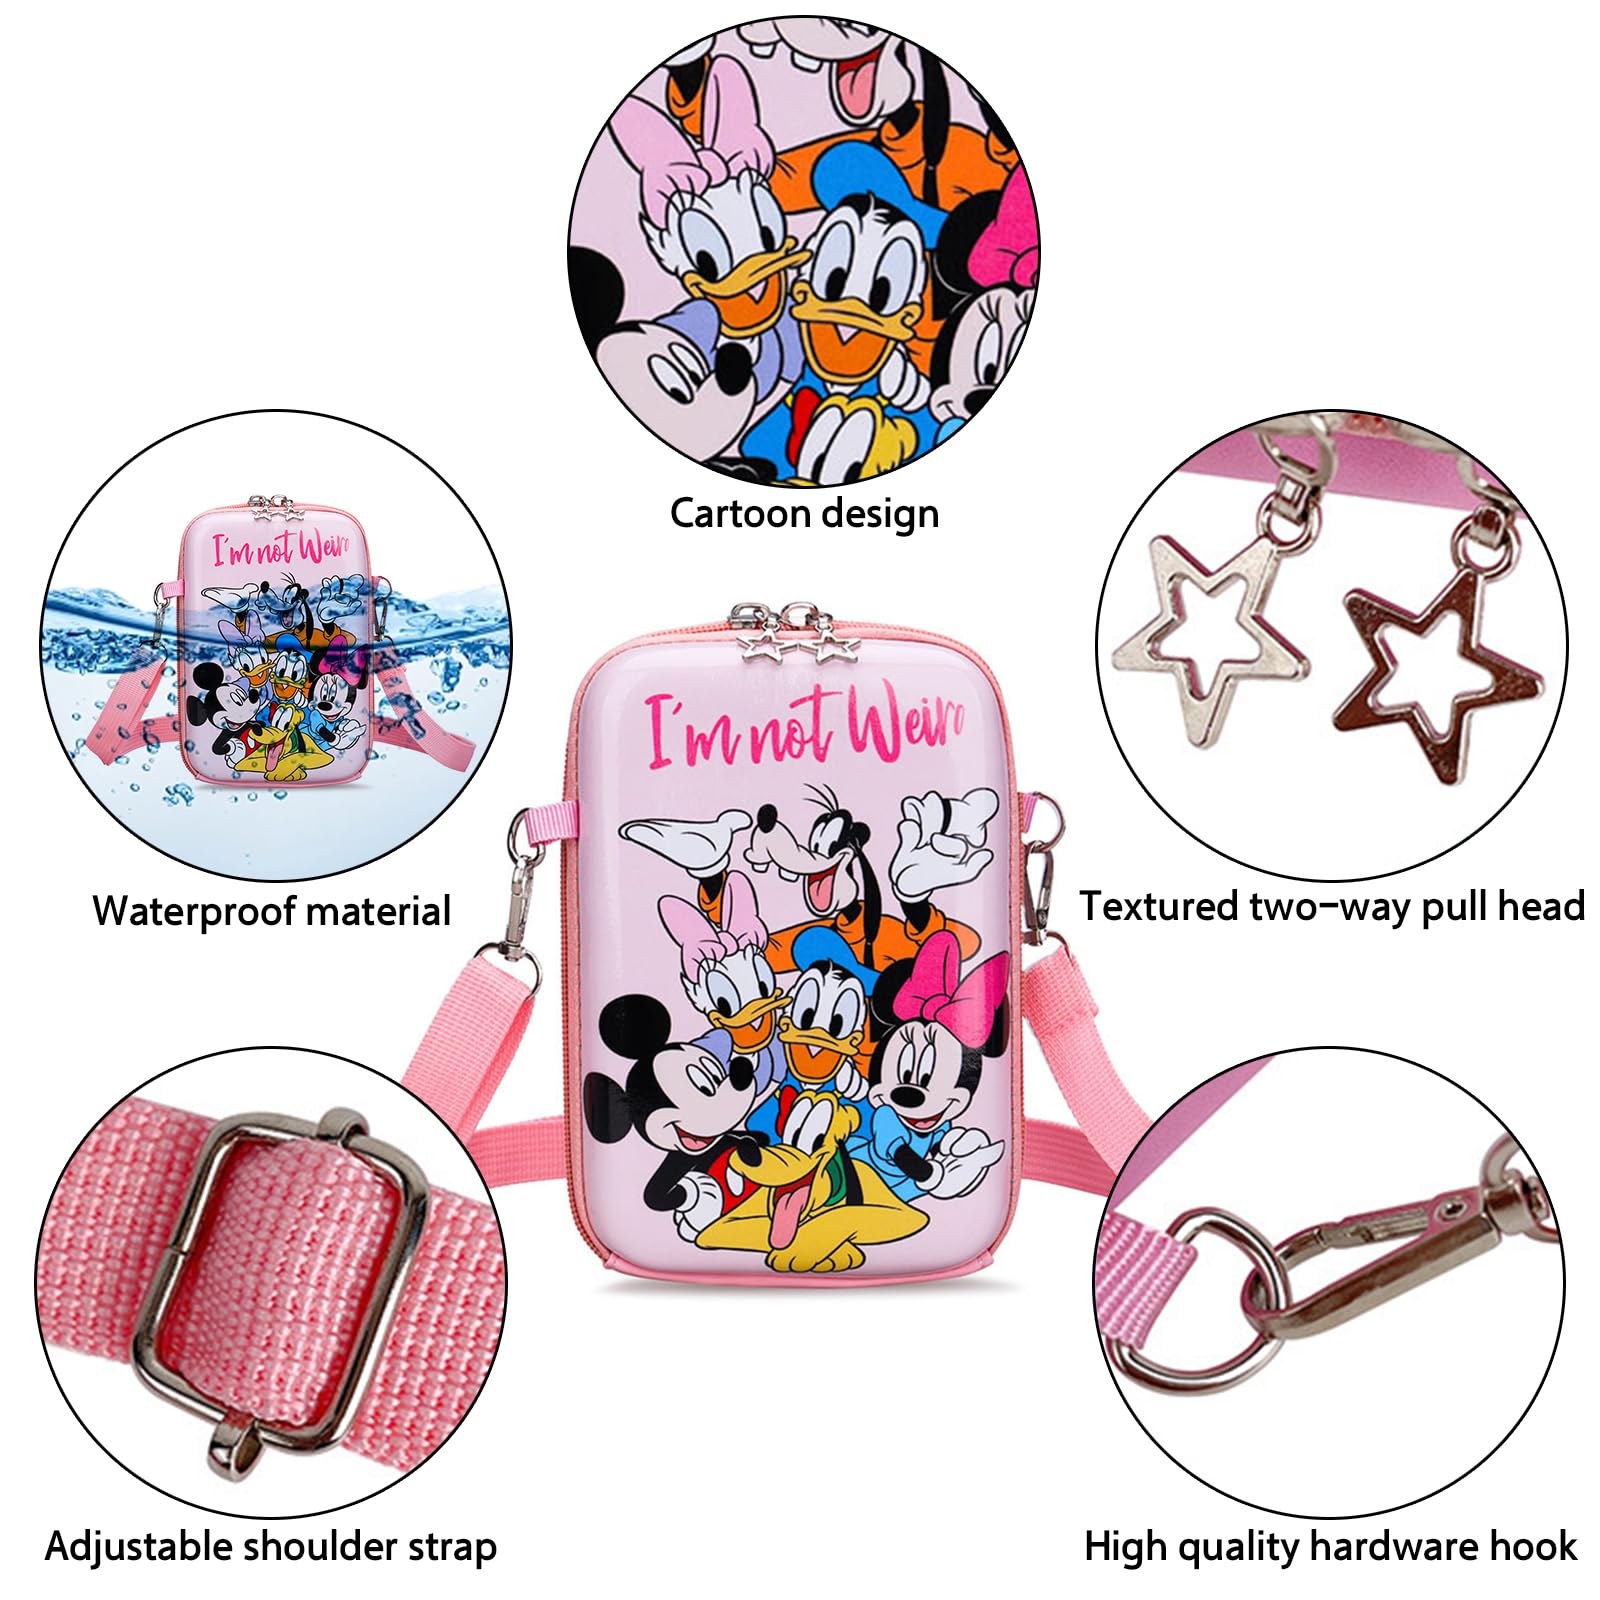 Cartoon design
I'm not Weir
Waterproof material
Textured two-way pull head
I'm not Weir
Adjustable shoulder strap
High quality hardware hook